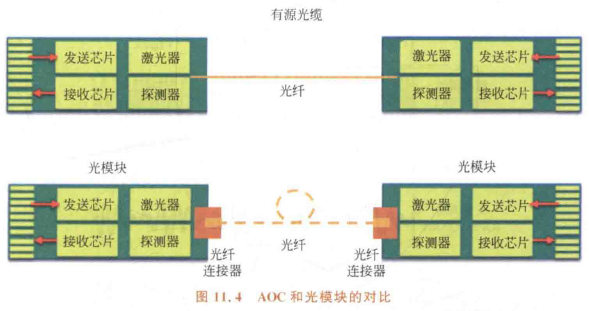 有源光缆
发送芯片 激光器 激光器 发送芯片
接收芯片 探测器 光纤 探测器 接收芯片
光模块 光模块
发送芯片 激光器 激光器 发送芯片
接收芯片 探测器 光纤 探测器 接收芯片
光纤 光纤
连接器 连接器
图 11.4 AOC 和光模块的对比